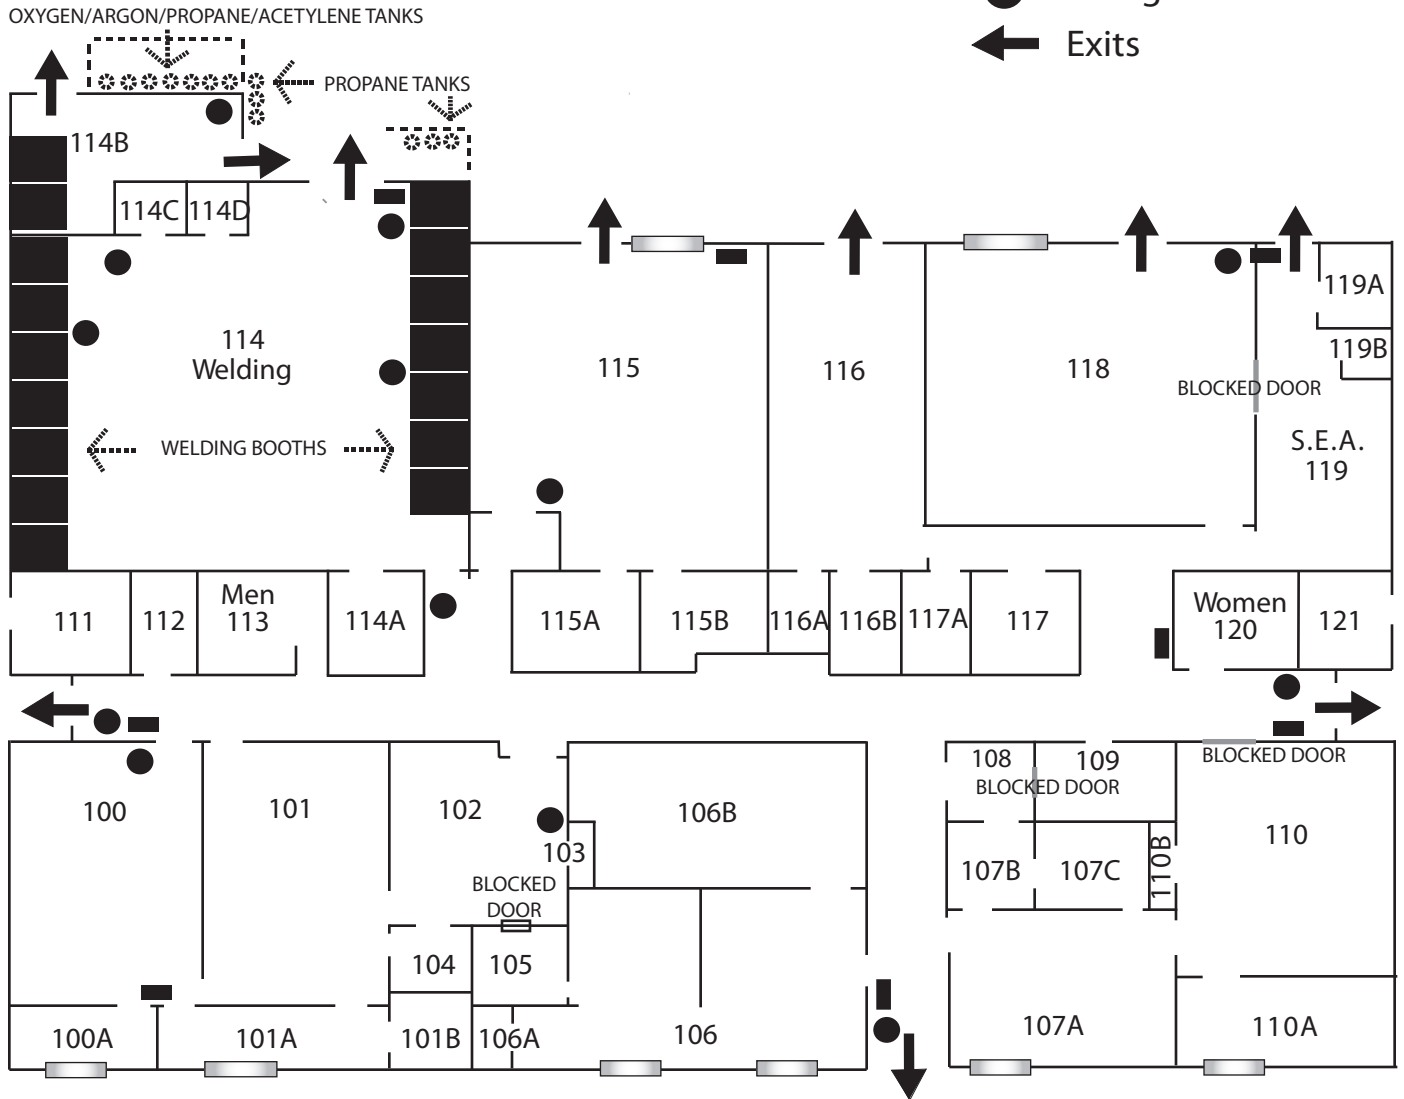 OXYGEN/ARGON/PROPANE/ACETYLENE TANKS
Exits
PROPANE TANKS
114B
114C
114D
119A
119B
114
Welding
115
116
118
BLOCKED DOOR
WELDING BOOTHS
S.E.A.
119
111
112
Men
113
114A
115A
115B
116A
116B
117A
117
Women
120
121
100
101
102
103
106B
108
109
BLOCKED DOOR
BLOCKED DOOR
110
107B
107C
110B
BLOCKED
DOOR
104
105
100A
101A
101B
106A
106
107A
110A